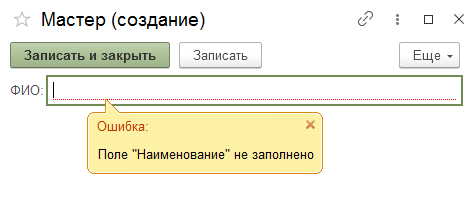 Мастер (создание)
Записать и закрыть Записать Еще
ФИО:
Ошибка:
Поле "Наименование" не заполнено